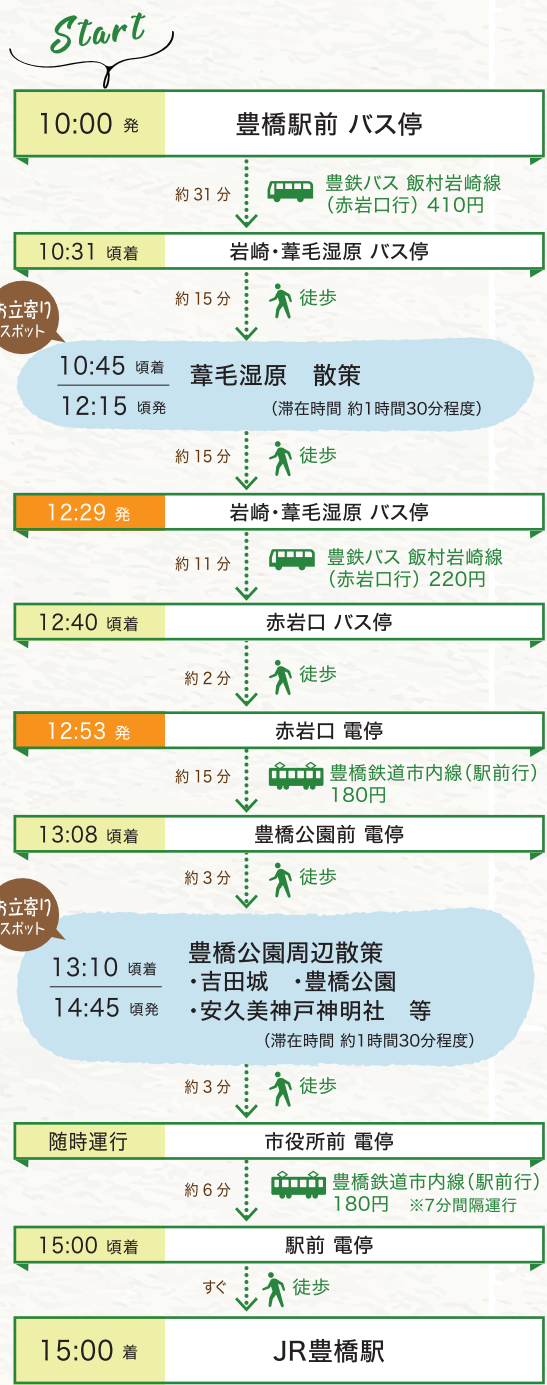 Start
10:00 発 豊橋駅前 バス停
約31分 豊鉄バス 飯村岩崎線
（赤岩口行） 410円
10:31 頃着 岩崎・葦毛湿原 バス停
お立寄り
スポット
約15分 徒歩
10:45 頃着
12:15 頃発
葦毛湿原 散策
（滞在時間 約1時間30分程度）
約15分 徒歩
12:29 発 岩崎・葦毛湿原 バス停
約11分 豊鉄バス 飯村岩崎線
（赤岩口行） 220円
12:40 頃着 赤岩口 バス停
約2分 徒歩
12:53 発 赤岩口 電停
約15分 豊橋鉄道市内線（駅前行）
180円
13:08 頃着 豊橋公園前 電停
約3分 徒歩
お立寄り
スポット
13:10 頃着
14:45 頃発
豊橋公園周辺散策
・吉田城 ・豊橋公園
・安久美神戸神明社 等
（滞在時間 約1時間30分程度）
約3分 徒歩
随時運行 市役所前 電停
約6分 豊橋鉄道市内線（駅前行）
180円 ※7分間隔運行
15:00 頃着 駅前 電停
すぐ 徒歩
15:00 着 JR豊橋駅